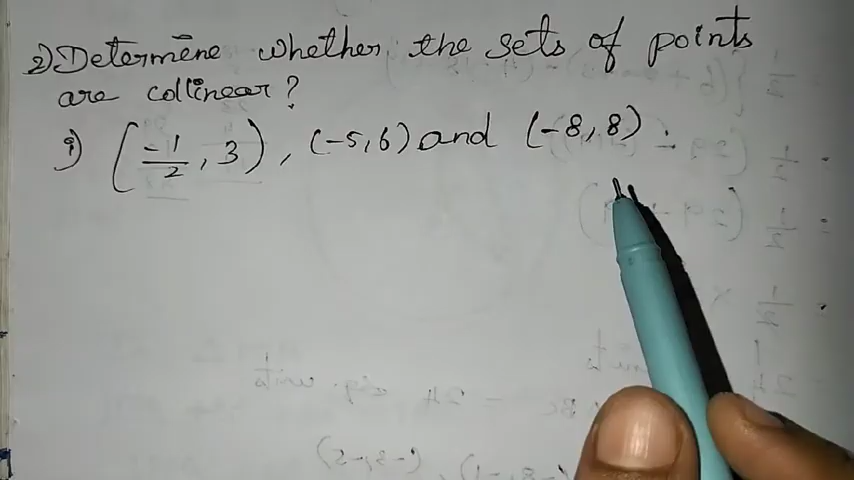 2) Determine whether the sets of points
are collinear?
i) (-1/2, 3), (-5,6) and (-8,8).